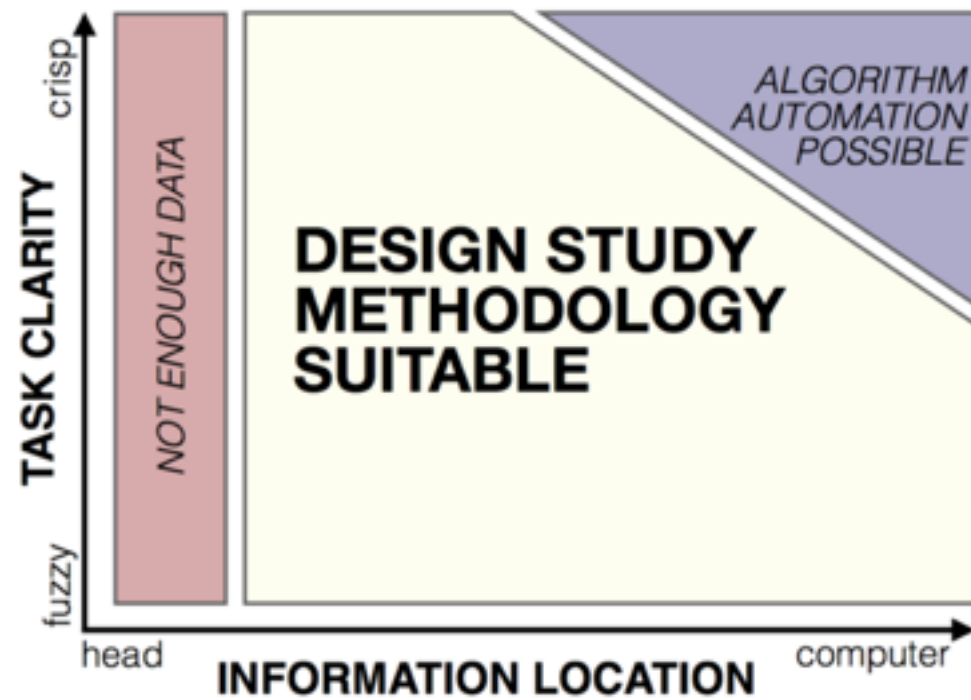 crisp
TASK CLARITY
fuzzy
NOT ENOUGH DATA
DESIGN STUDY
METHODOLOGY
SUITABLE
ALGORITHM
AUTOMATION
POSSIBLE
head
computer
INFORMATION LOCATION